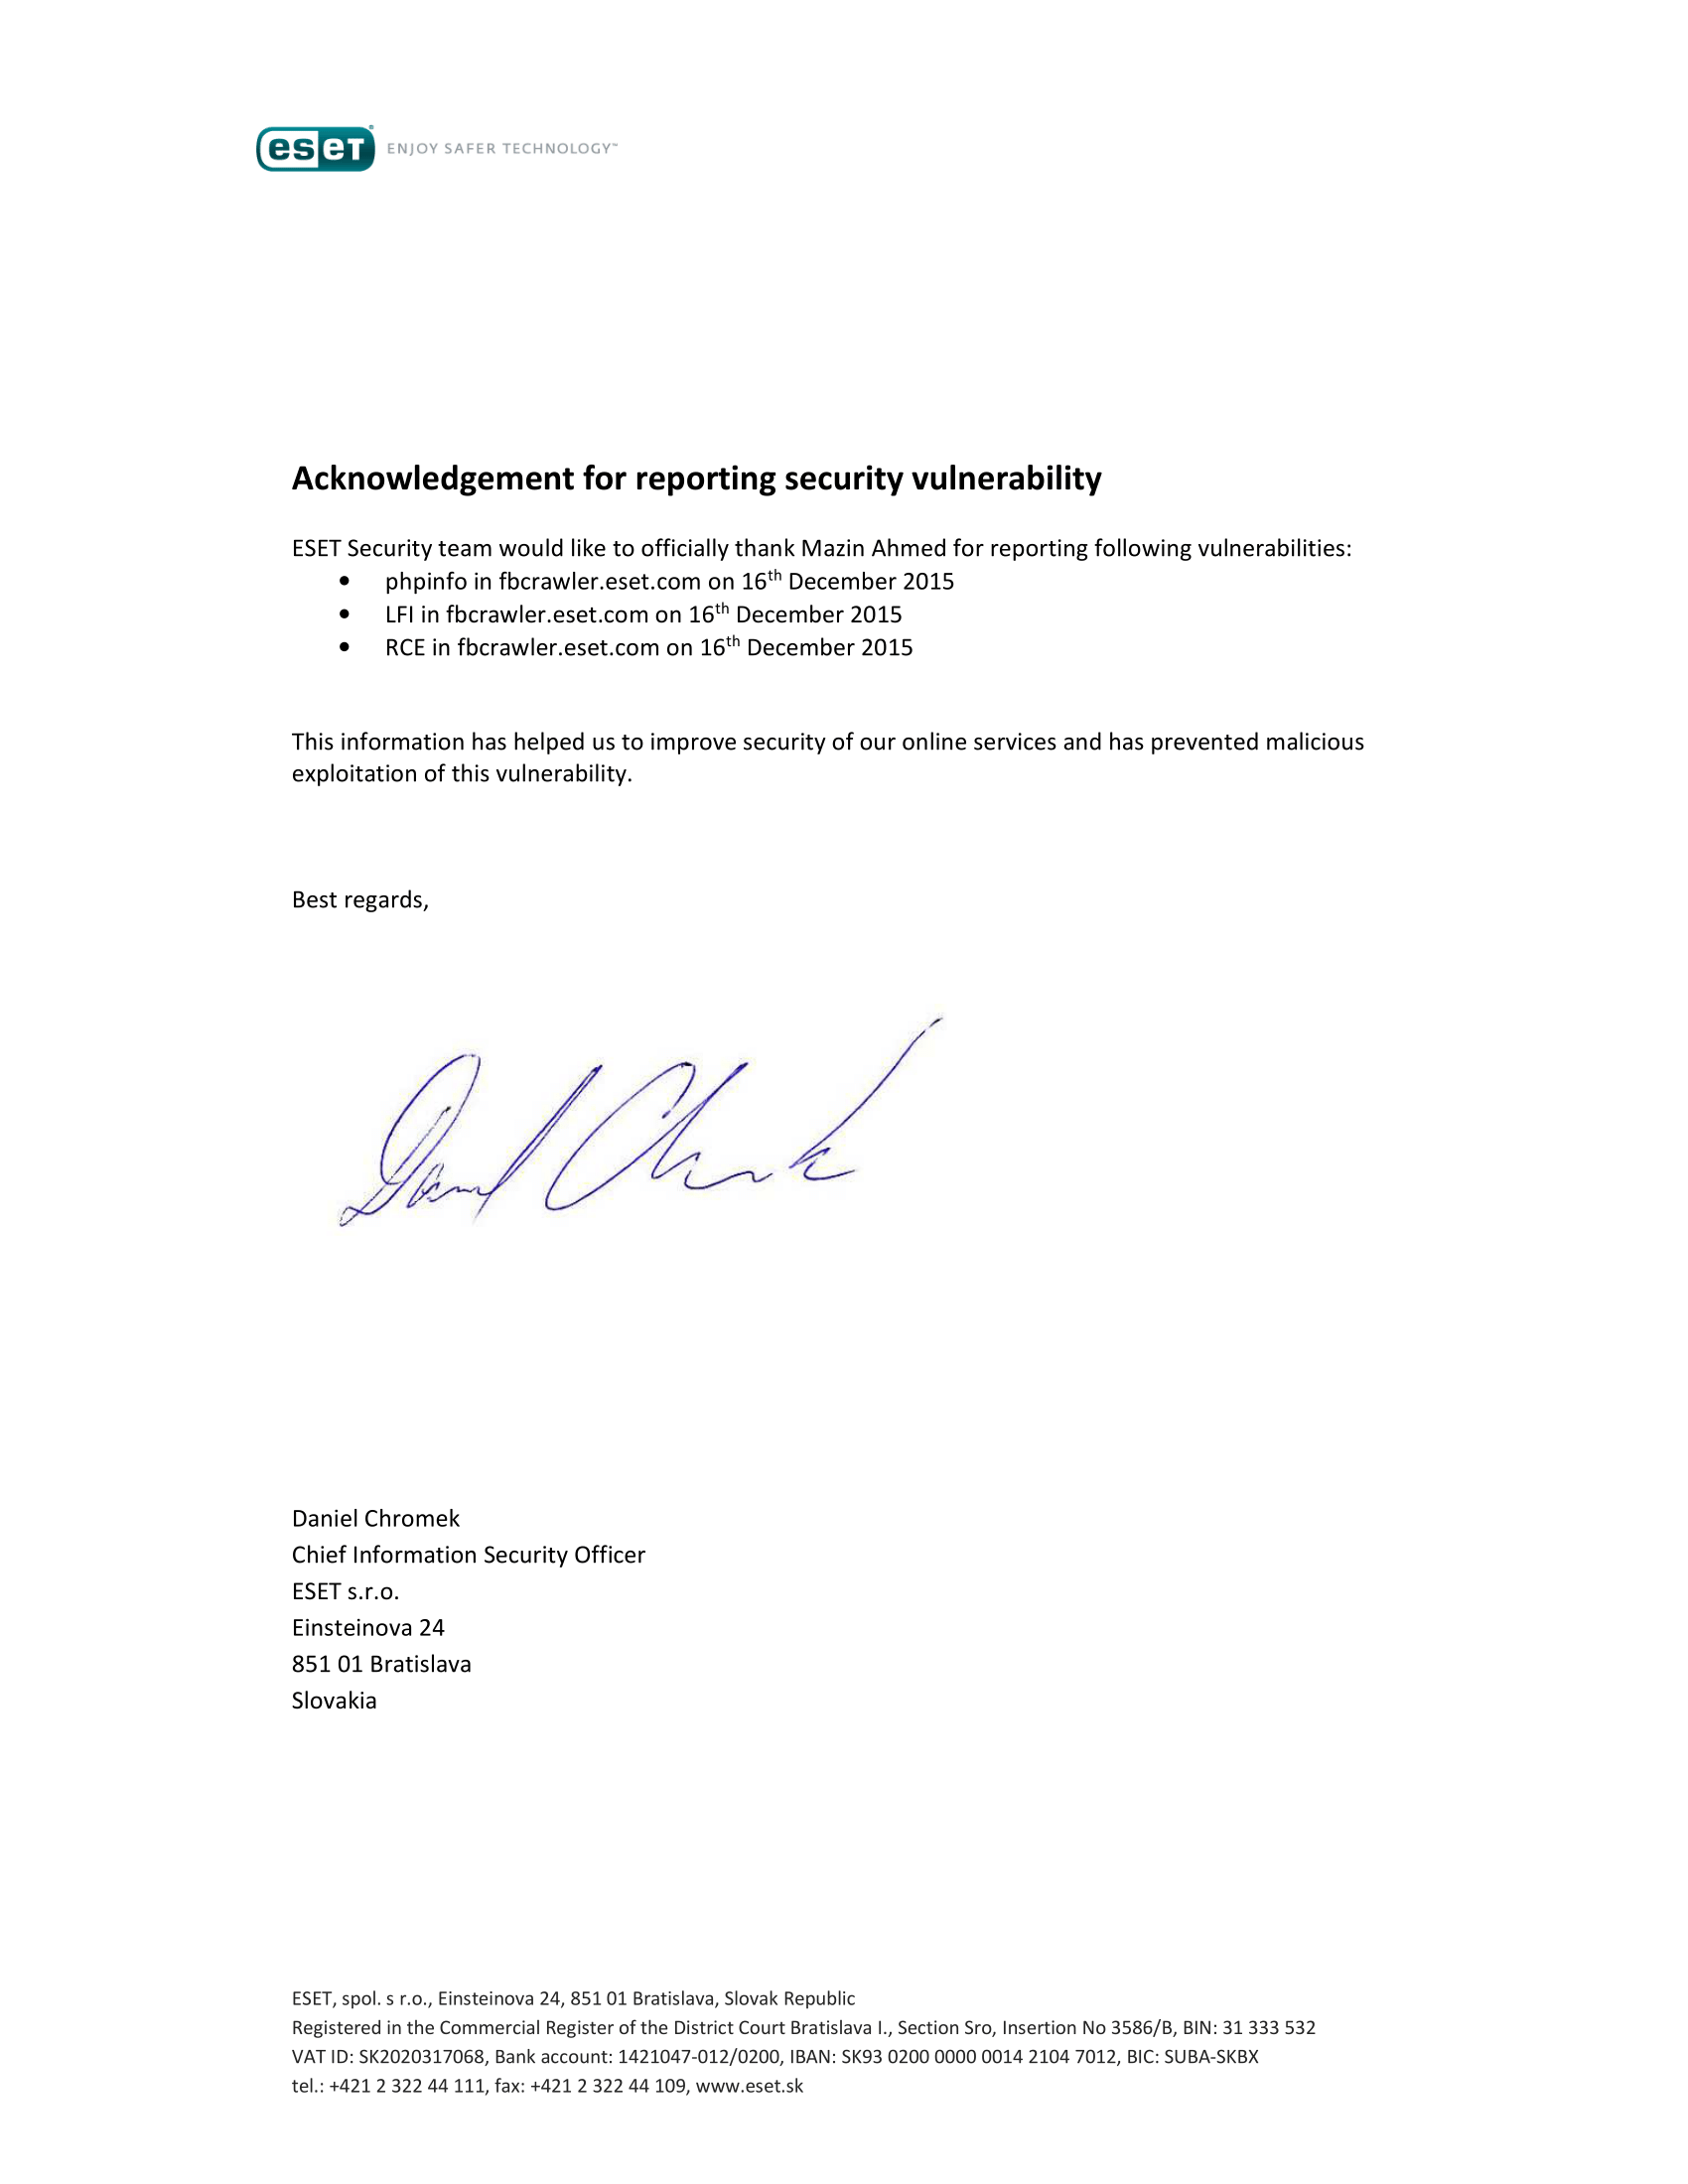 eset ® ENJOY SAFER TECHNOLOGY™
Acknowledgement for reporting security vulnerability
ESET Security team would like to officially thank Mazin Ahmed for reporting following vulnerabilities:
• phpinfo in fbcrawler.eset.com on 16th December 2015
• LFI in fbcrawler.eset.com on 16th December 2015
• RCE in fbcrawler.eset.com on 16th December 2015
This information has helped us to improve security of our online services and has prevented malicious
exploitation of this vulnerability.
Best regards,
Daniel Chromek
Chief Information Security Officer
ESET s.r.o.
Einsteinova 24
851 01 Bratislava
Slovakia
ESET, spol. s r.o., Einsteinova 24, 851 01 Bratislava, Slovak Republic
Registered in the Commercial Register of the District Court Bratislava I., Section Sro, Insertion No 3586/B, BIN: 31 333 532
VAT ID: SK2020317068, Bank account: 1421047-012/0200, IBAN: SK93 0200 0000 0014 2104 7012, BIC: SUBA-SKBX
tel.: +421 2 322 44 111, fax: +421 2 322 44 109, www.eset.sk